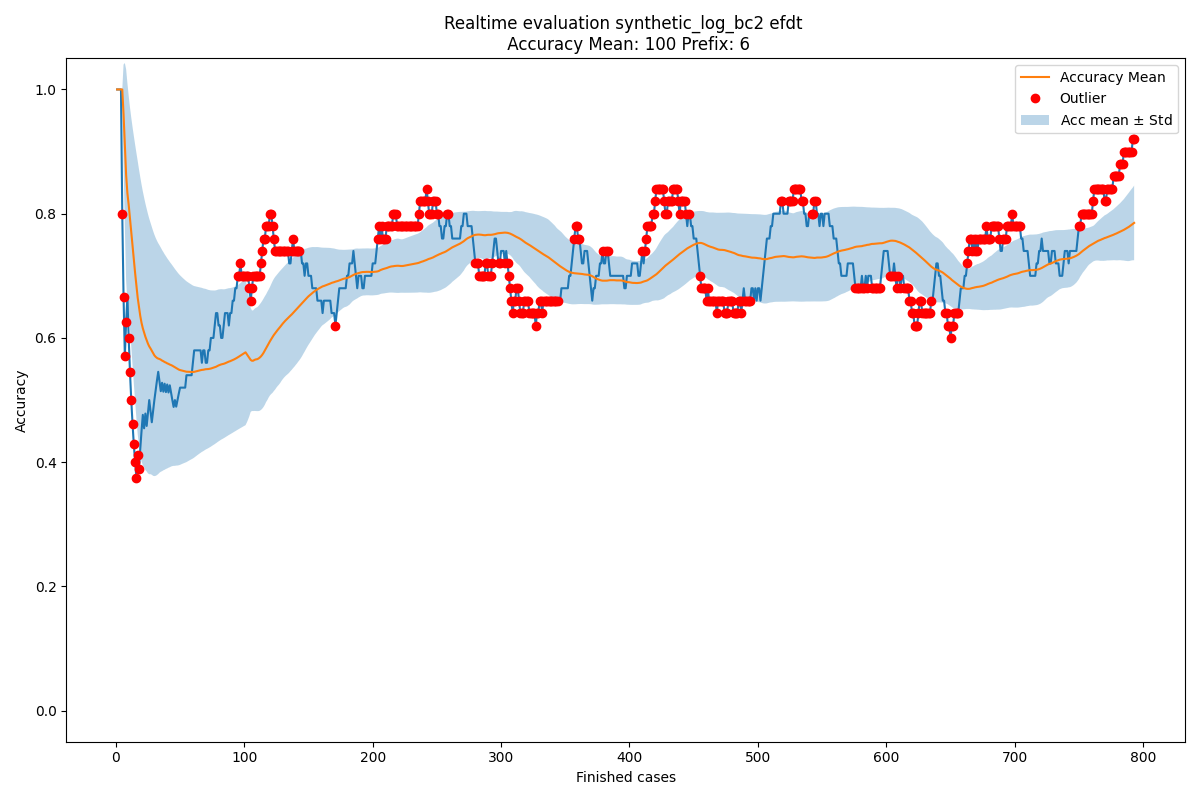 Realtime evaluation synthetic_log_bc2 efdt
Accuracy Mean: 100 Prefix: 6
Accuracy Mean
Outlier
Acc mean ± Std
Accuracy
1.0
0.8
0.6
0.4
0.2
0.0
0 100 200 300 400 500 600 700 800
Finished cases